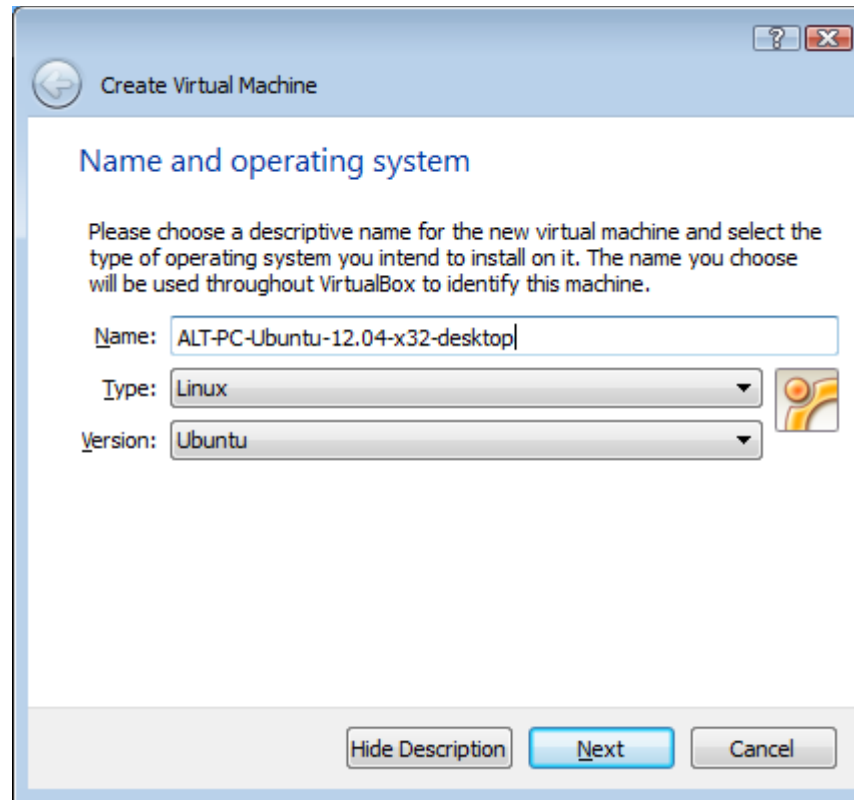 Create Virtual Machine
Name and operating system
Please choose a descriptive name for the new virtual machine and select the
type of operating system you intend to install on it. The name you choose
will be used throughout VirtualBox to identify this machine.
Name: ALT-PC-Ubuntu-12.04-x32-desktop
Type: Linux
Version: Ubuntu
Hide Description Next Cancel